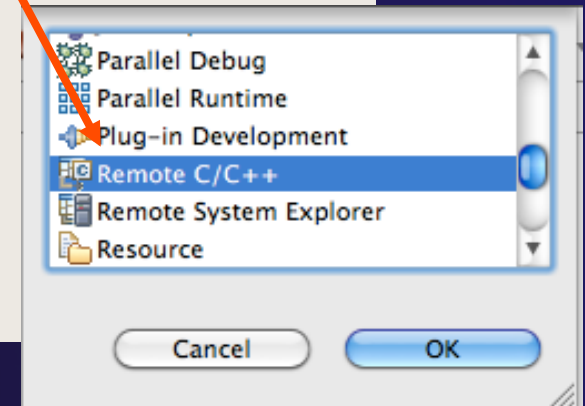 Parallel Debug
Parallel Runtime
Plug-in Development
Remote C/C++
Remote System Explorer
Resource
Cancel OK